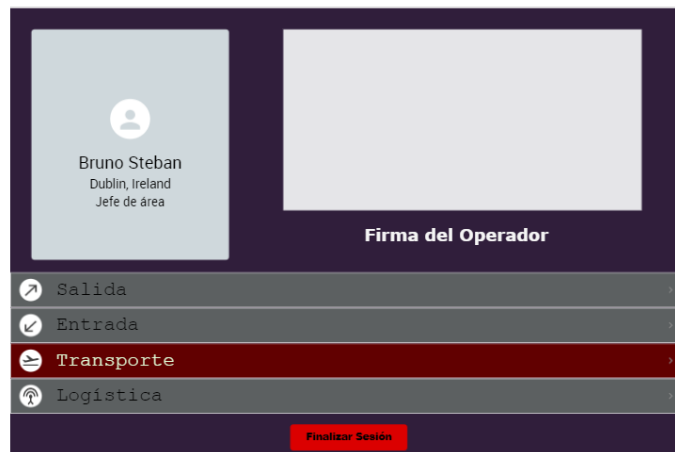 Bruno Steban
Dublin, Ireland
Jefe de área
Firma del Operador
Salida
Entrada
Transporte
Logística
Finalizar Sesión